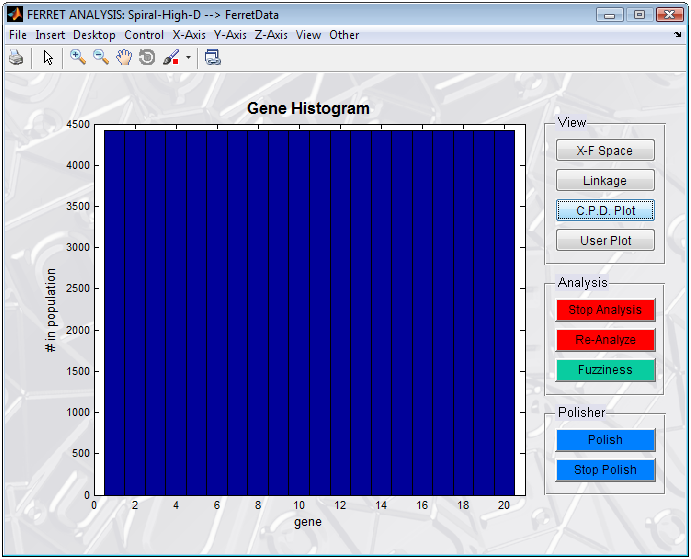 FERRET ANALYSIS: Spiral-High-D --> FerretData
File Insert Desktop Control X-Axis Y-Axis Z-Axis View Other
Gene Histogram
4500
4000
3500
3000
2500
2000
1500
1000
500
0
# in population
0 2 4 6 8 10 12 14 16 18 20
gene
View
X-F Space
Linkage
C.P.D. Plot
User Plot
Analysis
Stop Analysis
Re-Analyze
Fuzziness
Polisher
Polish
Stop Polish